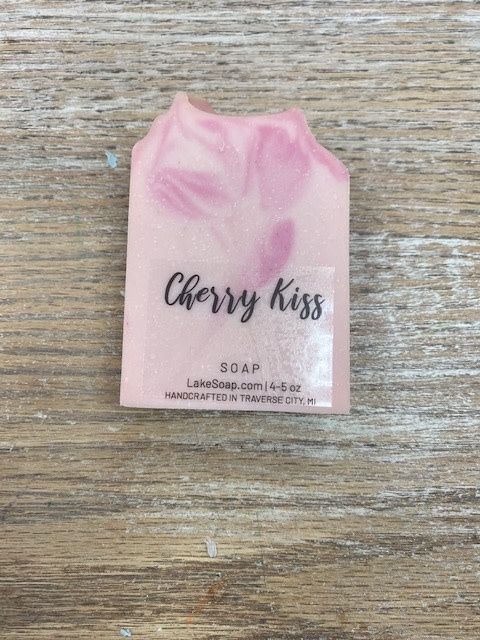 Cherry Kiss
SOAP
LakeSoap.com | 4-5 oz
HANDCRAFTED IN TRAVERSE CITY, MI